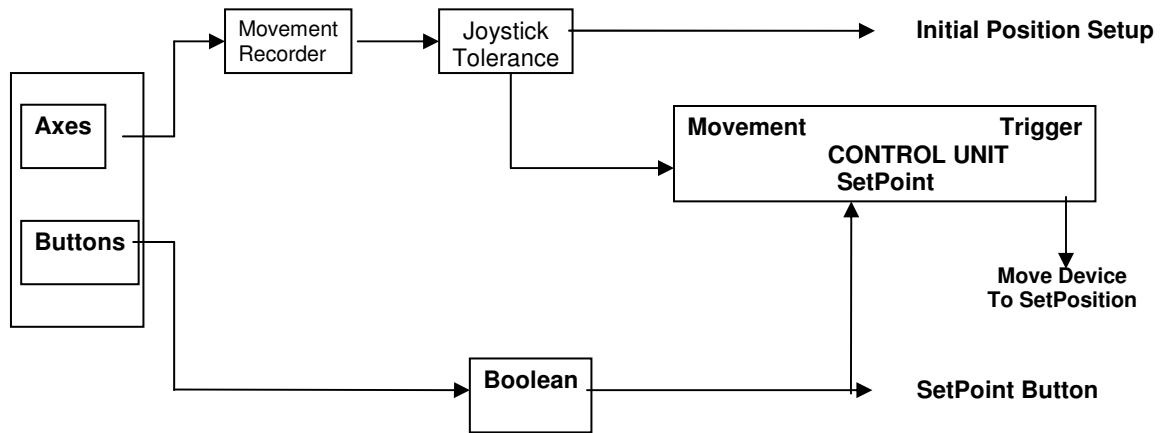 Movement
Recorder
Joystick
Tolerance
Initial Position Setup
Axes
Movement Trigger
CONTROL UNIT
SetPoint
Buttons
Move Device
To SetPosition
Boolean
SetPoint Button